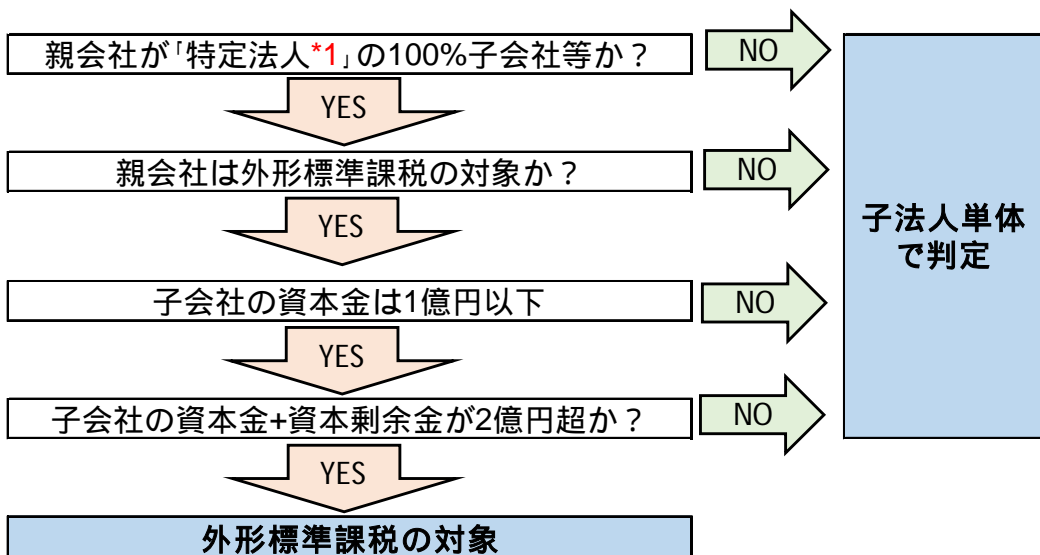 親会社が「特定法人*1」の100%子会社等か？
NO
YES
親会社は外形標準課税の対象か？
NO
YES
子会社の資本金は1億円以下
NO
YES
子会社の資本金+資本剰余金が2億円超か？
NO
YES
外形標準課税の対象
子法人単体
で判定